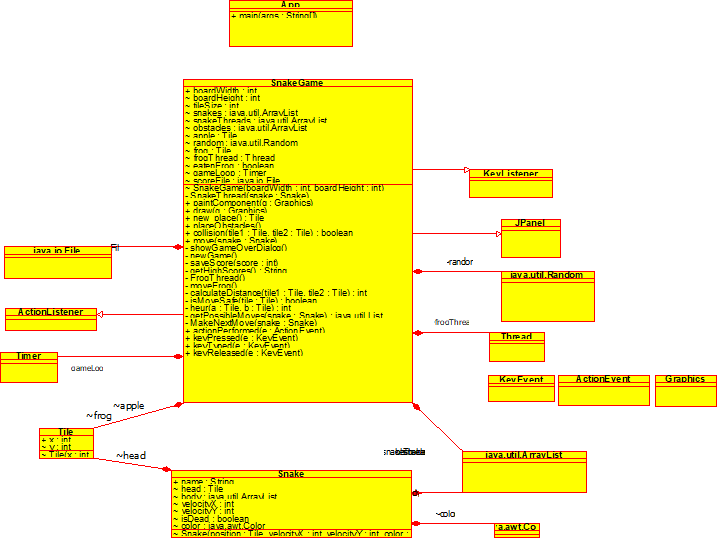 App
+ main(args : String[])
SnakeGame
+ boardWidth : int
~ boardHeight : int
~ tileSize : int
~ snakes : java.util.ArrayList
~ snakeThreads : java.util.ArrayList
~ obstacles : java.util.ArrayList
~ apple : Tile
~ random : java.util.Random
~ frog : Tile
~ frogThread : Thread
~ eatenFrog : boolean
~ gameLoop : Timer
~ scoreFile : java.io.File
~ SnakeGame(boardWidth : int, boardHeight : int)
- SnakeThread(snake : Snake)
+ paintComponent(g : Graphics)
+ draw(g : Graphics)
+ new_place() : Tile
+ placeObstacles()
+ collision(tile1 : Tile, tile2 : Tile) : boolean
+ move(snake : Snake)
- showGameOverDialog()
- newGame()
- saveScore(score : int)
- getHighScores() : String
- FrogThread()
- moveFrog()
- calculateDistance(tile1 : Tile, tile2 : Tile) : int
- isMoveSafe(tile : Tile) : boolean
- heur(a : Tile, b : Tile) : int
- getPossibleMoves(snake : Snake) : java.util.List
- MakeNextMove(snake : Snake)
+ actionPerformed(e : ActionEvent)
+ keyPressed(e : KeyEvent)
+ keyTyped(e : KeyEvent)
+ keyReleased(e : KeyEvent)
KeyListener
JPanel
java.io.File
-randor
java.util.Random
ActionListener
-frogThrea
Thread
Timer
-gameLoo
KeyEvent
ActionEvent
Graphics
~apple
~frog
Tile
+ x : int
~ y : int
~ Tile(x : int
~head
java.util.ArrayList
Snake
+ name : String
~ head : Tile
~ body : java.util.ArrayList
~ velocityX : int
~ velocityY : int
~ isDead : boolean
~ color : java.awt.Color
~ Snake(position : Tile, velocityX : int, velocityY : int, color :
~colo
a.awt.Co